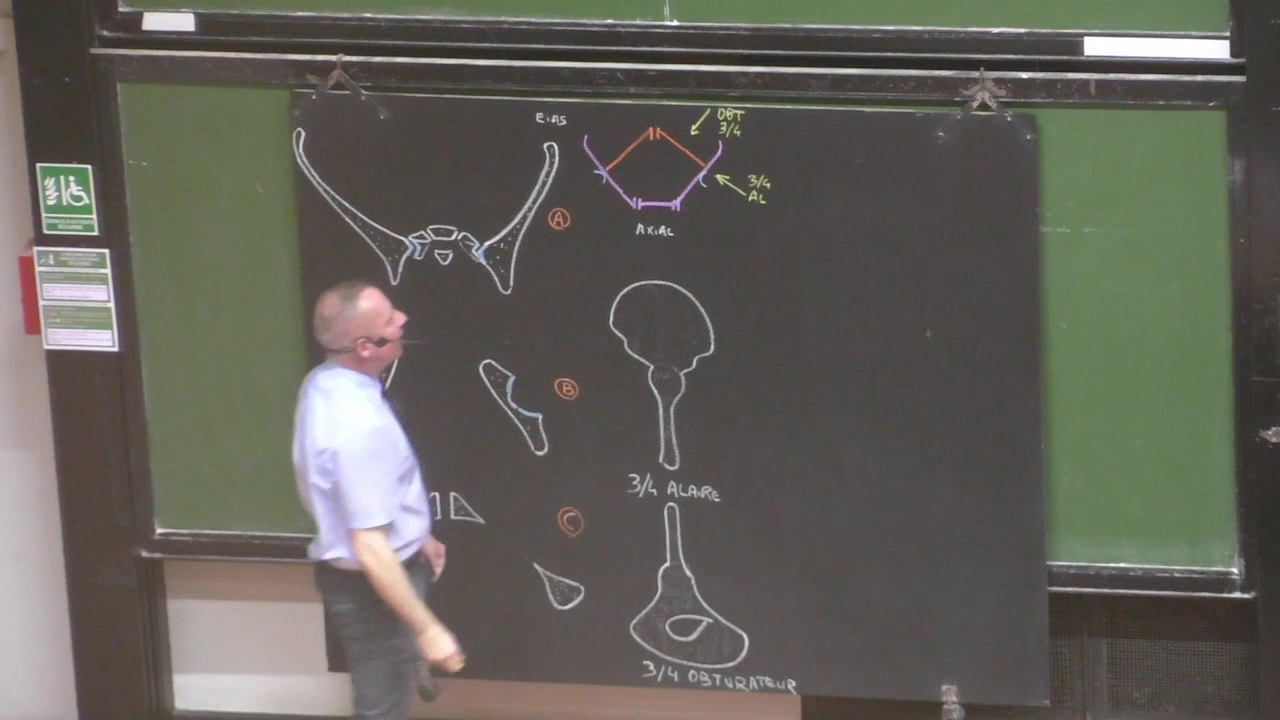 EIAS
OBT
3/4
3/4
AL
A
AXIAL
B
3/4 ALAIRE
C
3/4 OBTURATEUR